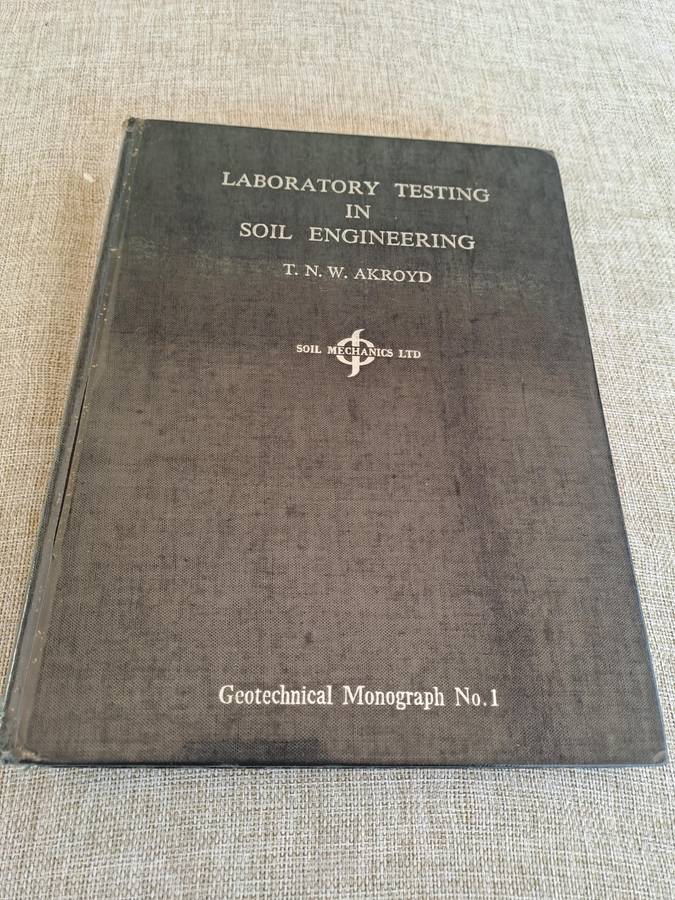 LABORATORY TESTING
IN
SOIL ENGINEERING
T. N. W. AKROYD
SOIL MECHANICS LTD
Geotechnical Monograph No. 1